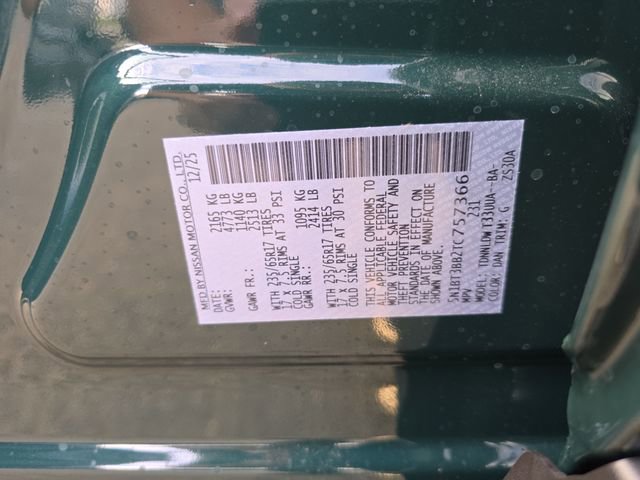 MFD BY NISSAN MOTOR CO., LTD.
12/25
GVWR: 2165 KG
4773 LB
GAWR FR.: 1140 KG
2513 LB
WITH 235/65R17 TIRES
17 X 7.5 RIMS AT 33 PSI
COLD SINGLE
GAWR RR.: 1095 KG
2414 LB
WITH 235/65R17 TIRES
17 X 7.5 RIMS AT 30 PSI
COLD SINGLE
THIS VEHICLE CONFORMS TO
ALL APPLICABLE FEDERAL
MOTOR VEHICLE SAFETY AND
THEFT PREVENTION
STANDARDS IN EFFECT ON
THE DATE OF MANUFACTURE
SHOWN ABOVE.
5N1BT3BB2TC757366
MPV 231
MODEL: -BA-
COLOR: DAN TRIM: G 2S30A